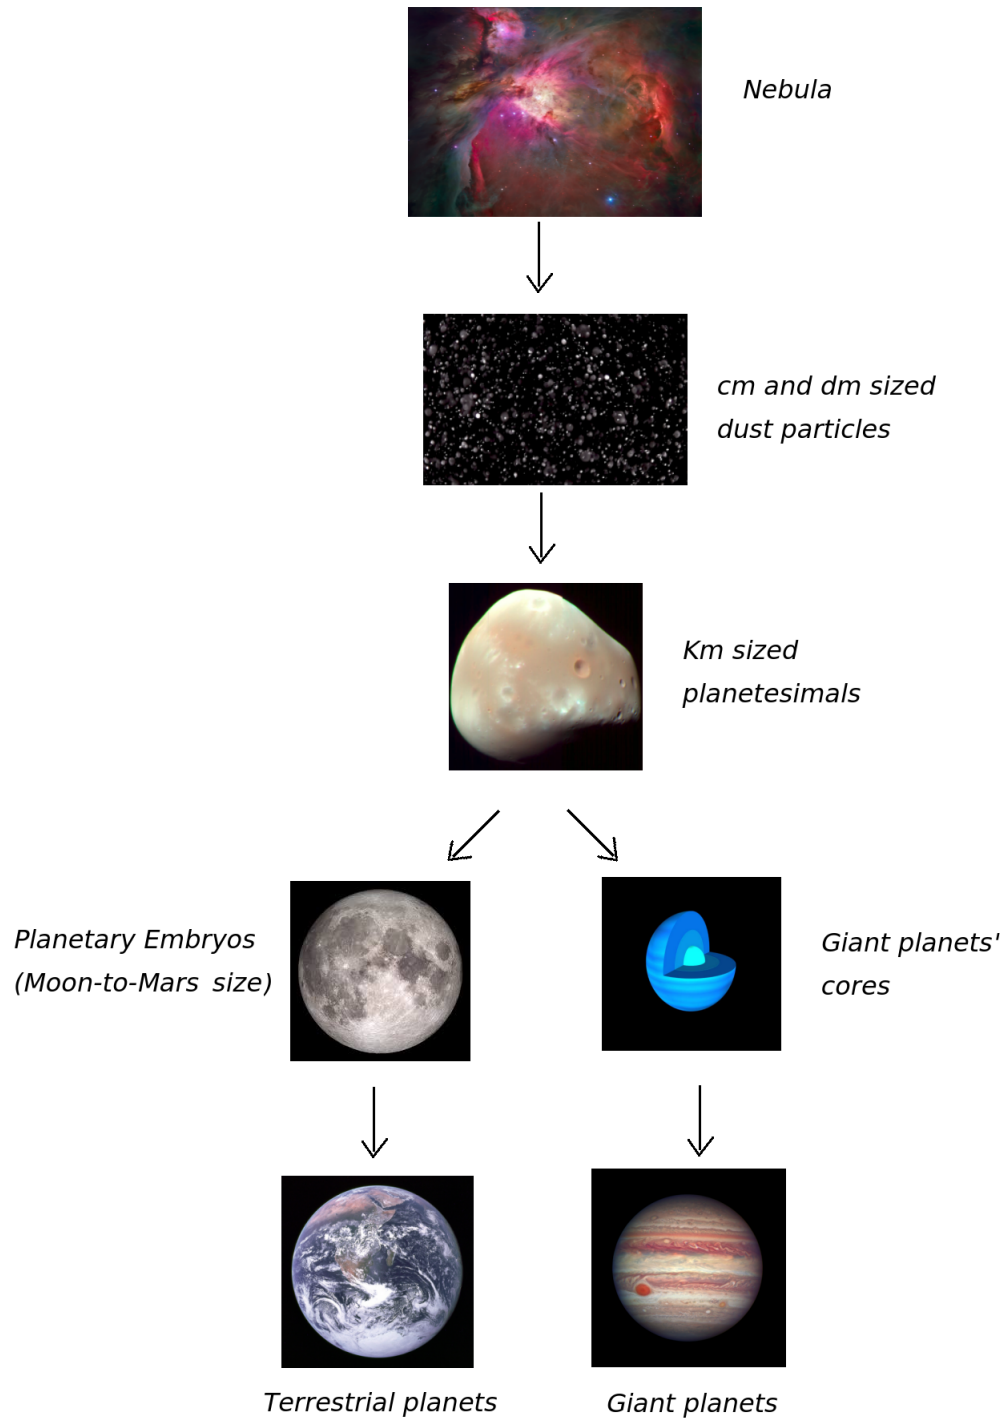 Nebula
cm and dm sized
dust particles
Km sized
planetesimals
Planetary Embryos
(Moon-to-Mars size)
Giant planets'
cores
Terrestrial planets
Giant planets